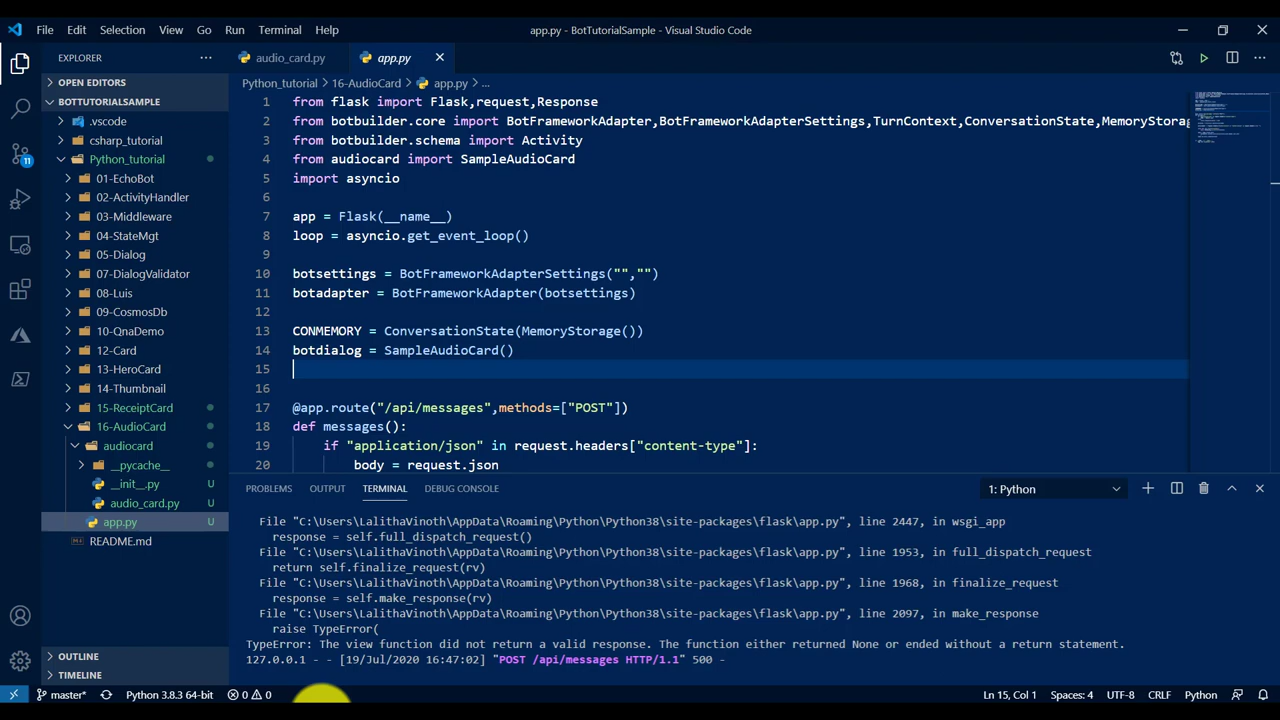 File Edit Selection View Go Run Terminal Help app.py - BotTutorialSample - Visual Studio Code
EXPLORER
audio_card.py
app.py
OPEN EDITORS
BOTTUTORIALSAMPLE
.vscode
csharp_tutorial
Python_tutorial
01-EchoBot
02-ActivityHandler
03-Middleware
04-StateMgt
05-Dialog
07-DialogValidator
08-Luis
09-CosmosDb
10-QnaDemo
12-Card
13-HeroCard
14-Thumbnail
15-ReceiptCard
16-AudioCard
audiocard
__pycache__
__init__.py U
audio_card.py U
app.py U
README.md
OUTLINE
TIMELINE
Python_tutorial > 16-AudioCard > app.py > ...
1 from flask import Flask,request,Response
2 from botbuilder.core import BotFrameworkAdapter,BotFrameworkAdapterSettings,TurnContext,ConversationState,MemoryStorag
3 from botbuilder.schema import Activity
4 from audiocard import SampleAudioCard
5 import asyncio
6
7 app = Flask(__name__)
8 loop = asyncio.get_event_loop()
9
10 botsettings = BotFrameworkAdapterSettings("","")
11 botadapter = BotFrameworkAdapter(botsettings)
12
13 CONMEMORY = ConversationState(MemoryStorage())
14 botdialog = SampleAudioCard()
15
16
17 @app.route("/api/messages",methods=["POST"])
18 def messages():
19 if "application/json" in request.headers["content-type"]:
20 body = request.json
PROBLEMS OUTPUT TERMINAL DEBUG CONSOLE 1: Python
File "C:\Users\LalithaVinoth\AppData\Roaming\Python\Python38\site-packages\flask\app.py", line 2447, in wsgi_app
response = self.full_dispatch_request()
File "C:\Users\LalithaVinoth\AppData\Roaming\Python\Python38\site-packages\flask\app.py", line 1953, in full_dispatch_request
return self.finalize_request(rv)
File "C:\Users\LalithaVinoth\AppData\Roaming\Python\Python38\site-packages\flask\app.py", line 1968, in finalize_request
response = self.make_response(rv)
File "C:\Users\LalithaVinoth\AppData\Roaming\Python\Python38\site-packages\flask\app.py", line 2097, in make_response
raise TypeError(
TypeError: The view function did not return a valid response. The function either returned None or ended without a return statement.
127.0.0.1 - - [19/Jul/2020 16:47:02] "POST /api/messages HTTP/1.1" 500 -
11
master* Python 3.8.3 64-bit 0 0 Ln 15, Col 1 Spaces: 4 UTF-8 CRLF Python